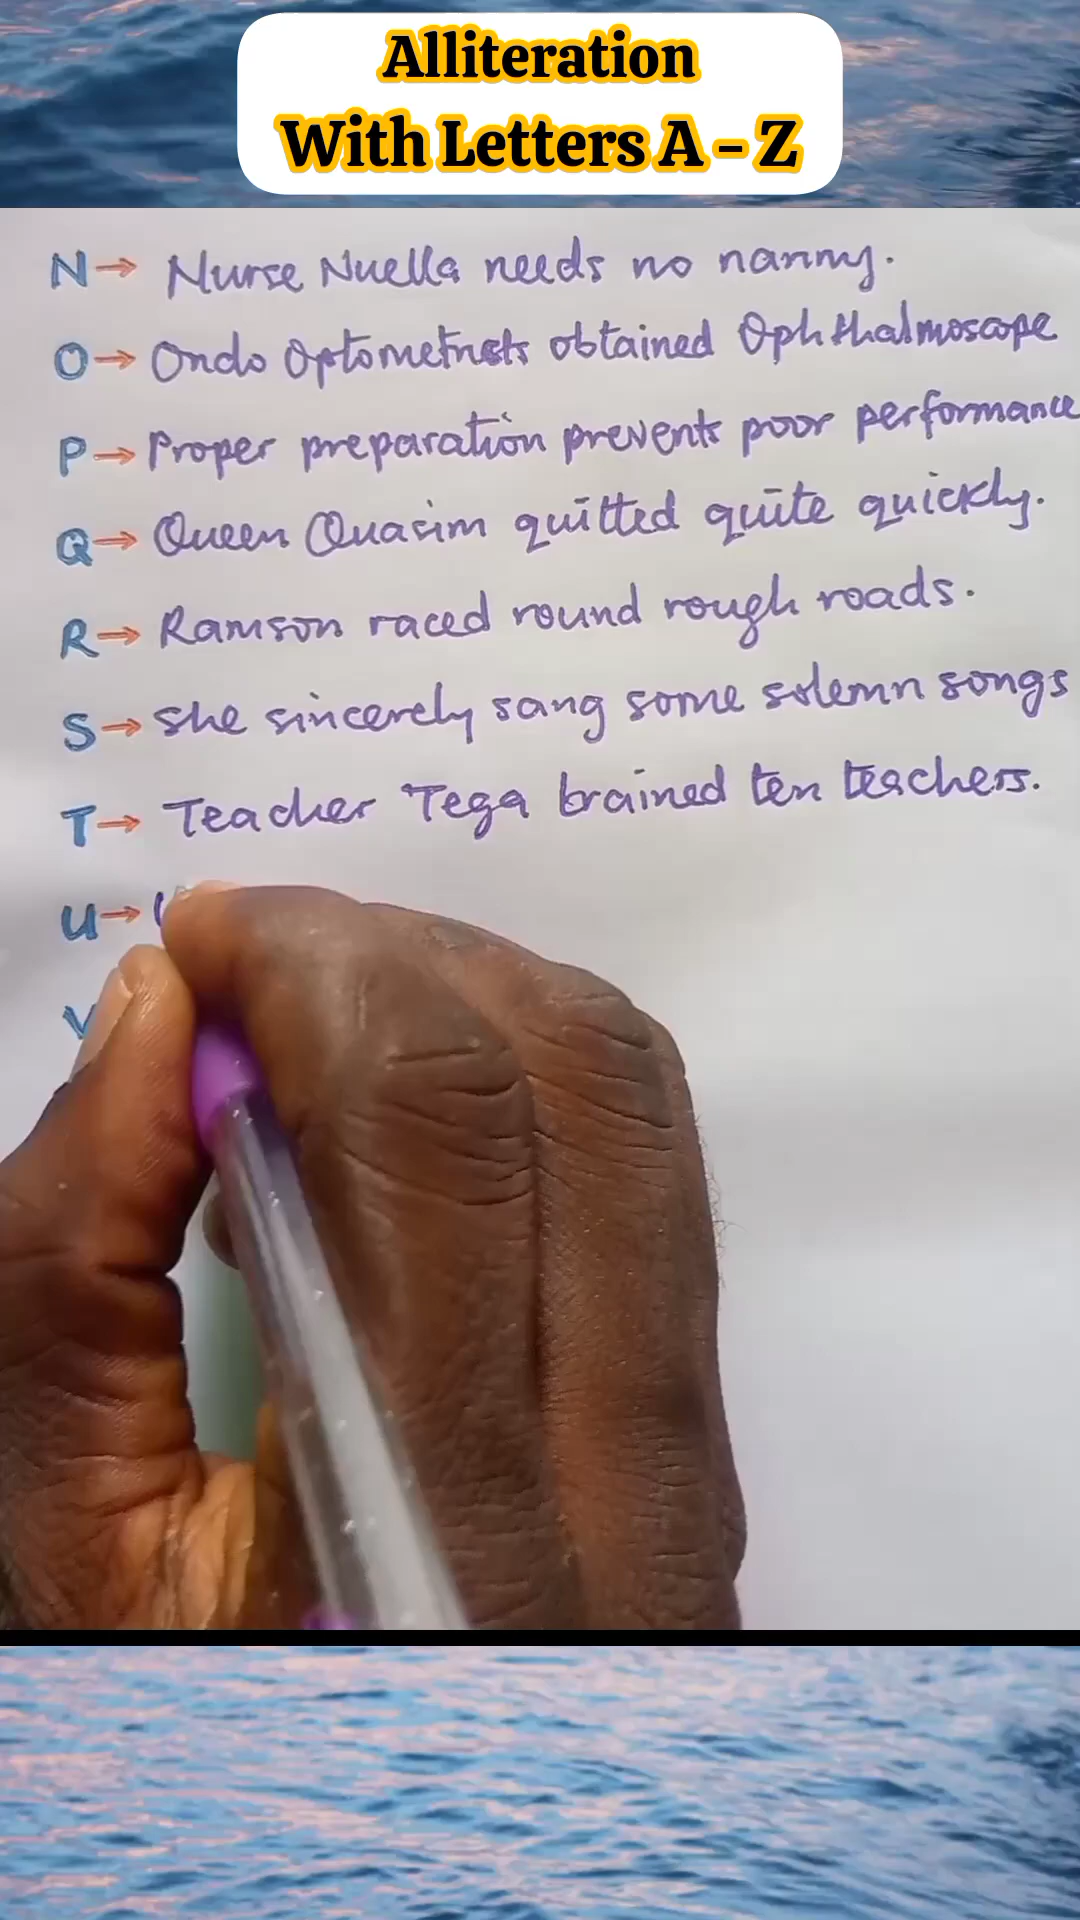 Alliteration
With Letters A - Z
N→ Nurse Nuella needs no nanny.
O→ Ondo Optometrists obtained Ophthalmoscope
P→ Proper preparation prevents poor performance
Q→ Queen Quasim quitted quite quickly.
R→ Ramson raced round rough roads.
S→ She sincerely sang some solemn songs
T→ Teacher Tega trained ten teachers.
U→
V